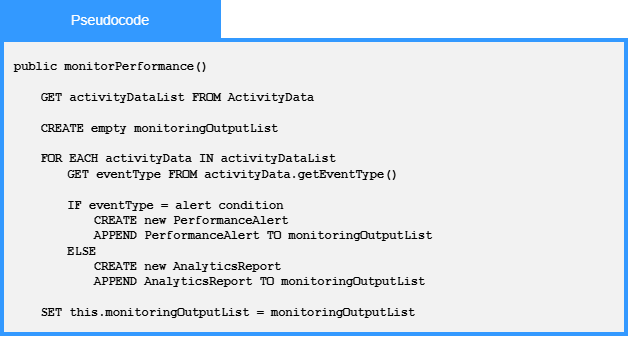 Pseudocode
public monitorPerformance()
GET activityDataList FROM ActivityData
CREATE empty monitoringOutputList
FOR EACH activityData IN activityDataList
GET eventType FROM activityData.getEventType()
IF eventType = alert condition
CREATE new PerformanceAlert
APPEND PerformanceAlert TO monitoringOutputList
ELSE
CREATE new AnalyticsReport
APPEND AnalyticsReport TO monitoringOutputList
SET this.monitoringOutputList = monitoringOutputList